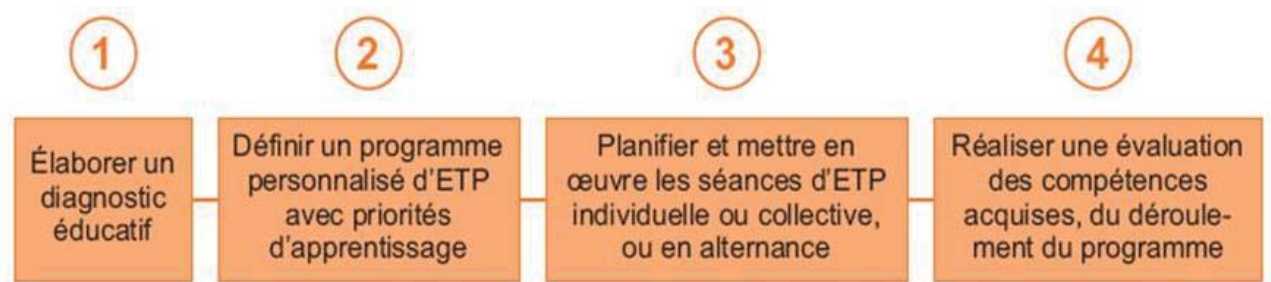 1
2
3
4
Élaborer un
diagnostic
éducatif
Définir un programme
personnalisé d'ETP
avec priorités
d'apprentissage
Planifier et mettre en
œuvre les séances d'ETP
individuelle ou collective,
ou en alternance
Réaliser une évaluation
des compétences
acquises, du déroule-
ment du programme